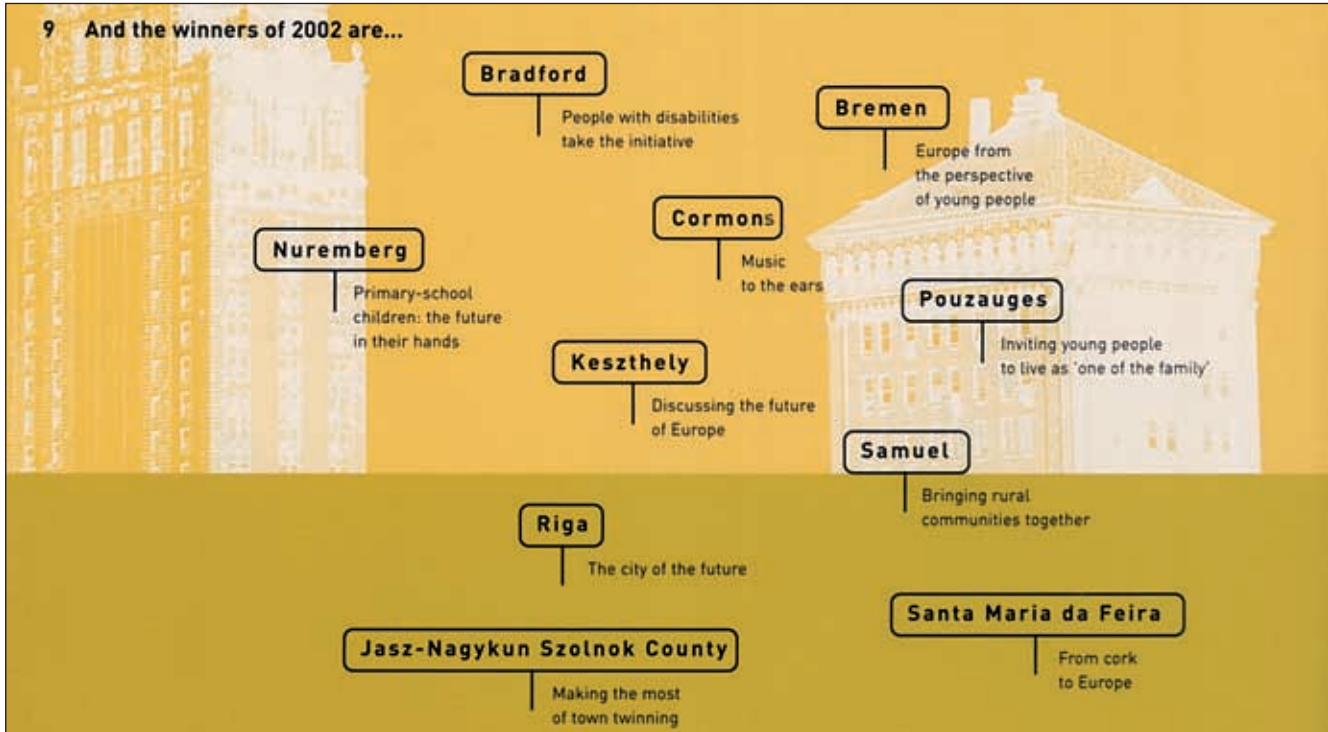 9 And the winners of 2002 are...
Bradford
People with disabilities
take the initiative
Bremen
Europe from
the perspective
of young people
Cormons
Music
to the ears
Nuremberg
Primary-school
children: the future
in their hands
Pouzauges
Inviting young people
to live as 'one of the family'
Keszthely
Discussing the future
of Europe
Samuel
Bringing rural
communities together
Riga
The city of the future
Santa Maria da Feira
From cork
to Europe
Jasz-Nagykun Szolnok County
Making the most
of town twinning